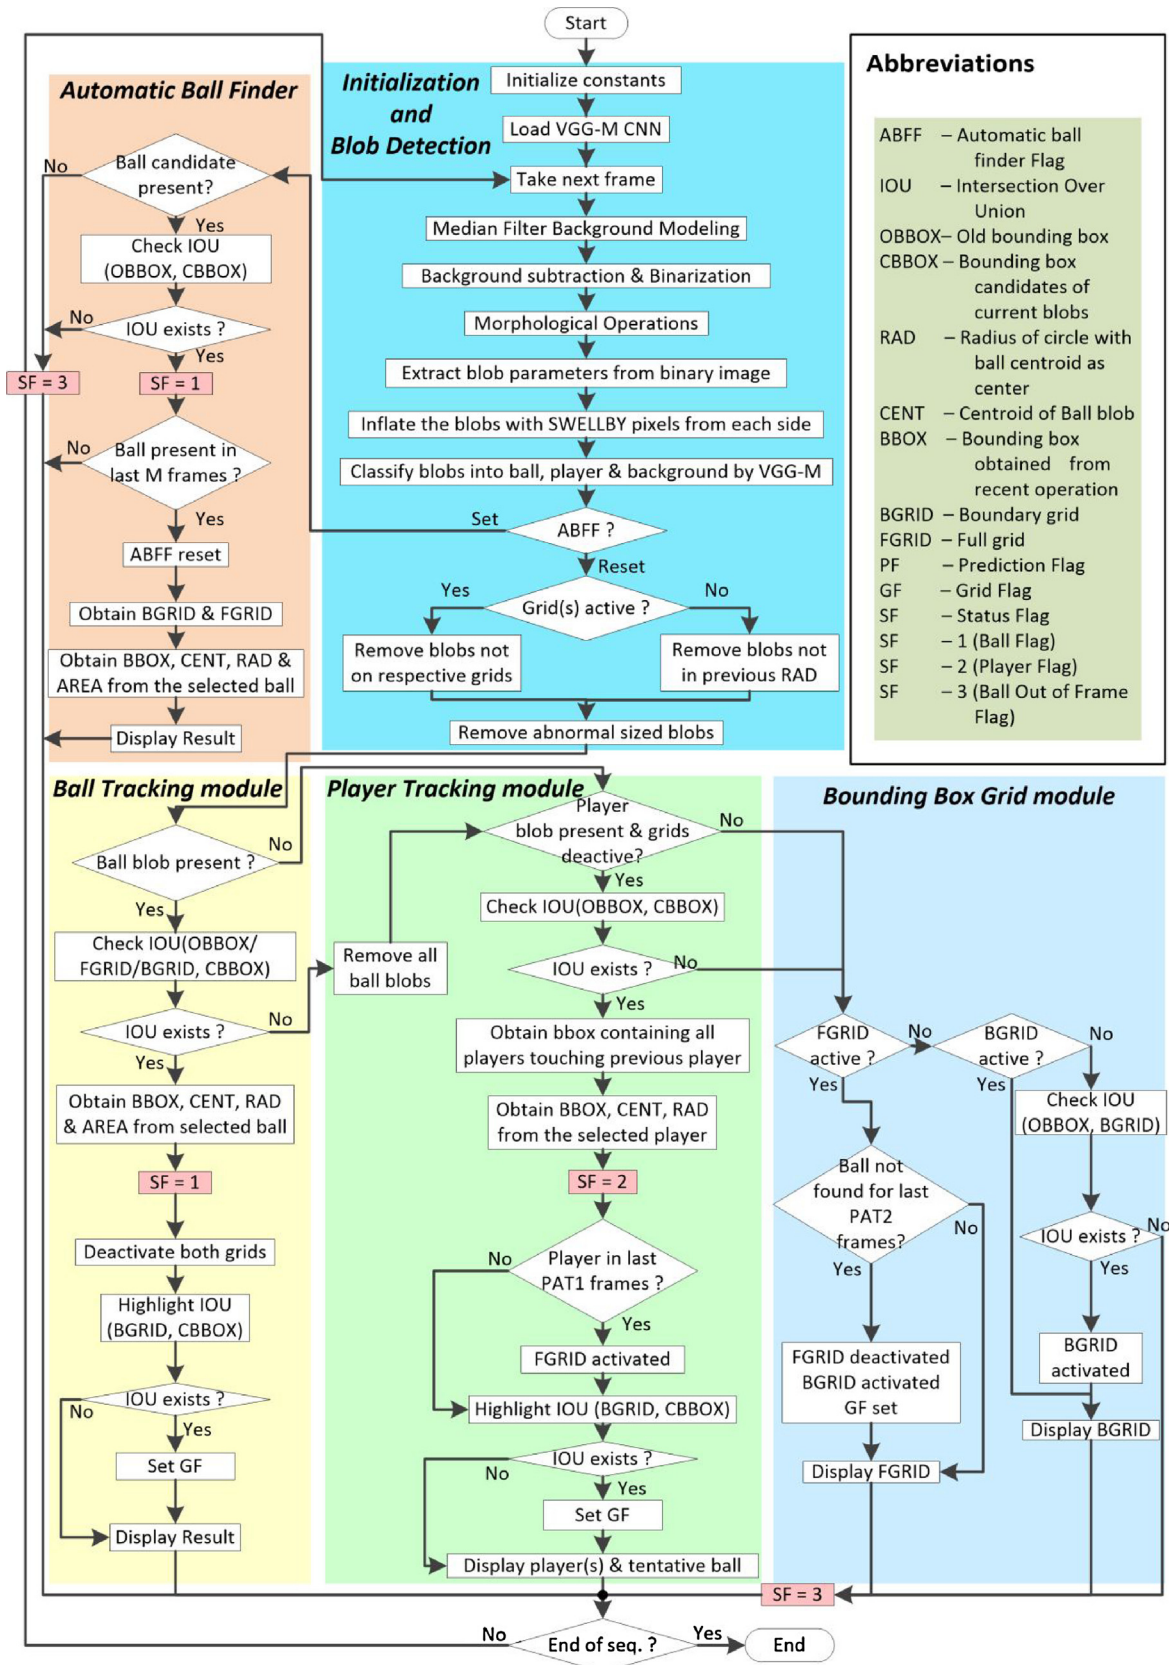 Start
Initialization
and
Blob Detection
Initialize constants
Load VGG-M CNN
Take next frame
Median Filter Background Modeling
Background subtraction & Binarization
Morphological Operations
Extract blob parameters from binary image
Inflate the blobs with SWELLBY pixels from each side
Classify blobs into ball, player & background by VGG-M
Set
ABFF ?
Reset
Yes
Grid(s) active ?
No
Remove blobs not
on respective grids
Remove blobs not
in previous RAD
Remove abnormal sized blobs
Automatic Ball Finder
No
Ball candidate
present?
Yes
Check IOU
(OBBOX, CBBOX)
No
IOU exists ?
Yes
SF = 3
SF = 1
No
Ball present in
last M frames ?
Yes
ABFF reset
Obtain BGRID & FGRID
Obtain BBOX, CENT, RAD &
AREA from the selected ball
Display Result
Abbreviations
ABFF – Automatic ball
finder Flag
IOU – Intersection Over
Union
OBBOX– Old bounding box
CBBOX– Bounding box
candidates of
current blobs
RAD – Radius of circle with
ball centroid as
center
CENT – Centroid of Ball blob
BBOX – Bounding box
obtained from
recent operation
BGRID – Boundary grid
FGRID – Full grid
PF – Prediction Flag
GF – Grid Flag
SF – Status Flag
SF - 1 (Ball Flag)
SF – 2 (Player Flag)
SF – 3 (Ball Out of Frame
Flag)
Ball Tracking module
Ball blob present ?
No
Yes
Check IOU(OBBOX/
FGRID/BGRID, CBBOX)
IOU exists ?
No
Yes
Obtain BBOX, CENT, RAD
& AREA from selected ball
SF = 1
Deactivate both grids
Highlight IOU
(BGRID, CBBOX)
IOU exists ?
No
Yes
Set GF
Display Result
Player Tracking module
Remove all
ball blobs
Player
blob present & grids
deactive?
No
Yes
Check IOU(OBBOX, CBBOX)
IOU exists ?
No
Yes
Obtain bbox containing all
players touching previous player
Obtain BBOX, CENT, RAD
from the selected player
SF = 2
No
Player in last
PAT1 frames ?
Yes
FGRID activated
Highlight IOU (BGRID, CBBOX)
IOU exists ?
No
Yes
Set GF
Display player(s) & tentative ball
Bounding Box Grid module
FGRID
active ?
No
BGRID
active ?
No
Yes
Yes
Check IOU
(OBBOX, BGRID)
Ball not
found for last
PAT2
frames?
No
Yes
IOU exists ?
No
Yes
FGRID deactivated
BGRID activated
GF set
BGRID
activated
Display BGRID
Display FGRID
SF = 3
No
End of seq. ?
Yes
End